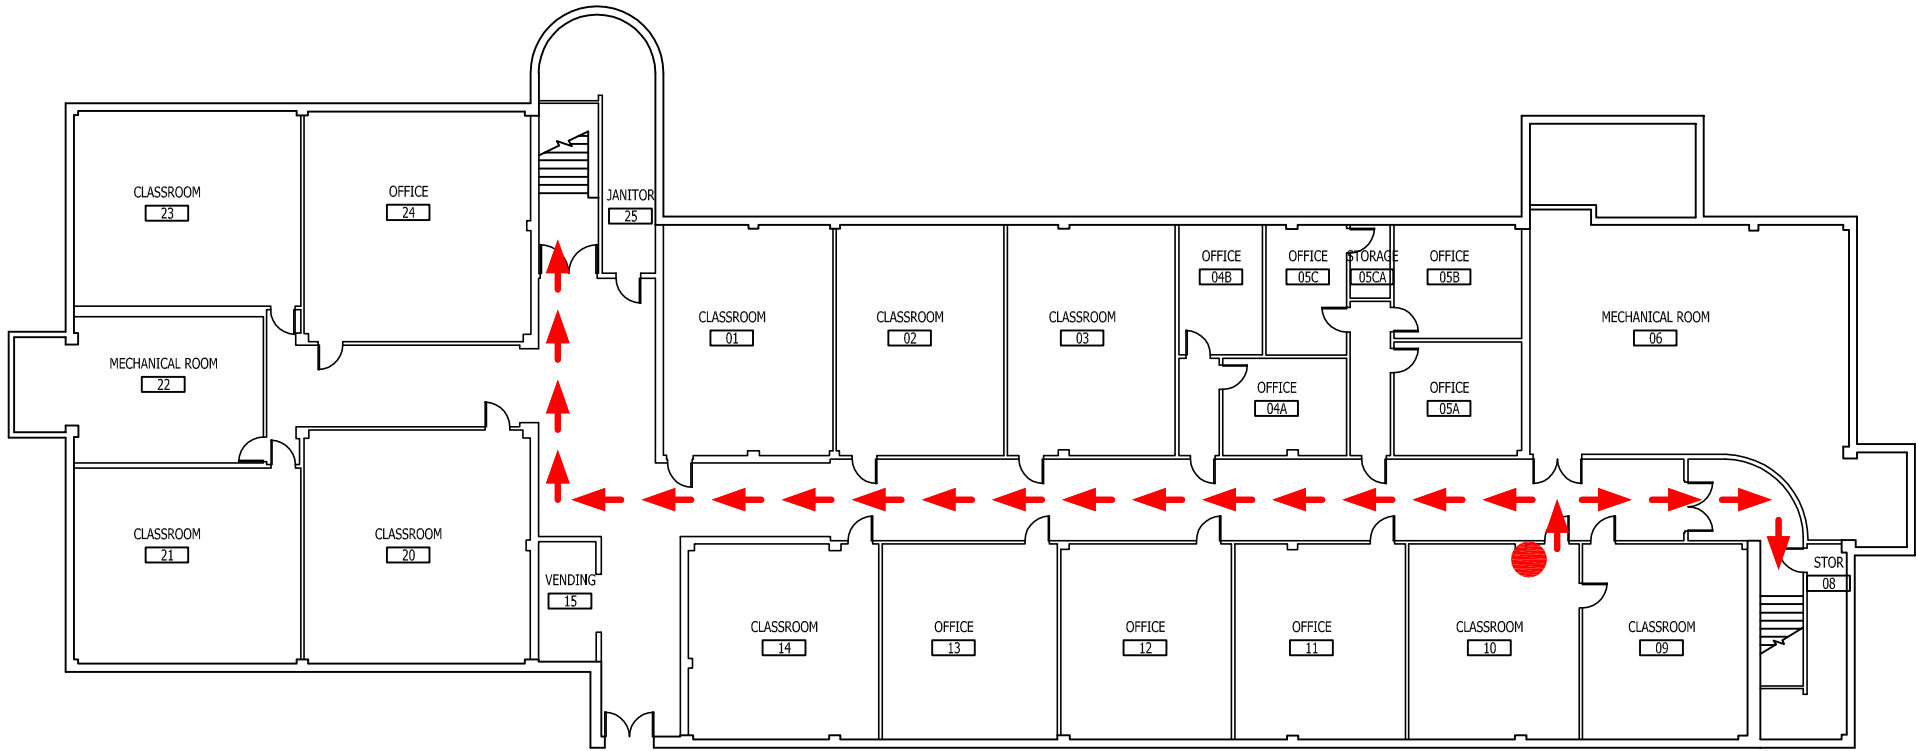 CLASSROOM
23
OFFICE
24
JANITOR
25
MECHANICAL ROOM
22
CLASSROOM
01
CLASSROOM
02
CLASSROOM
03
OFFICE
04B
OFFICE
05C
STORAGE
05CA
OFFICE
05B
MECHANICAL ROOM
06
OFFICE
04A
OFFICE
05A
CLASSROOM
21
CLASSROOM
20
VENDING
15
STOR
08
CLASSROOM
14
OFFICE
13
OFFICE
12
OFFICE
11
CLASSROOM
10
CLASSROOM
09